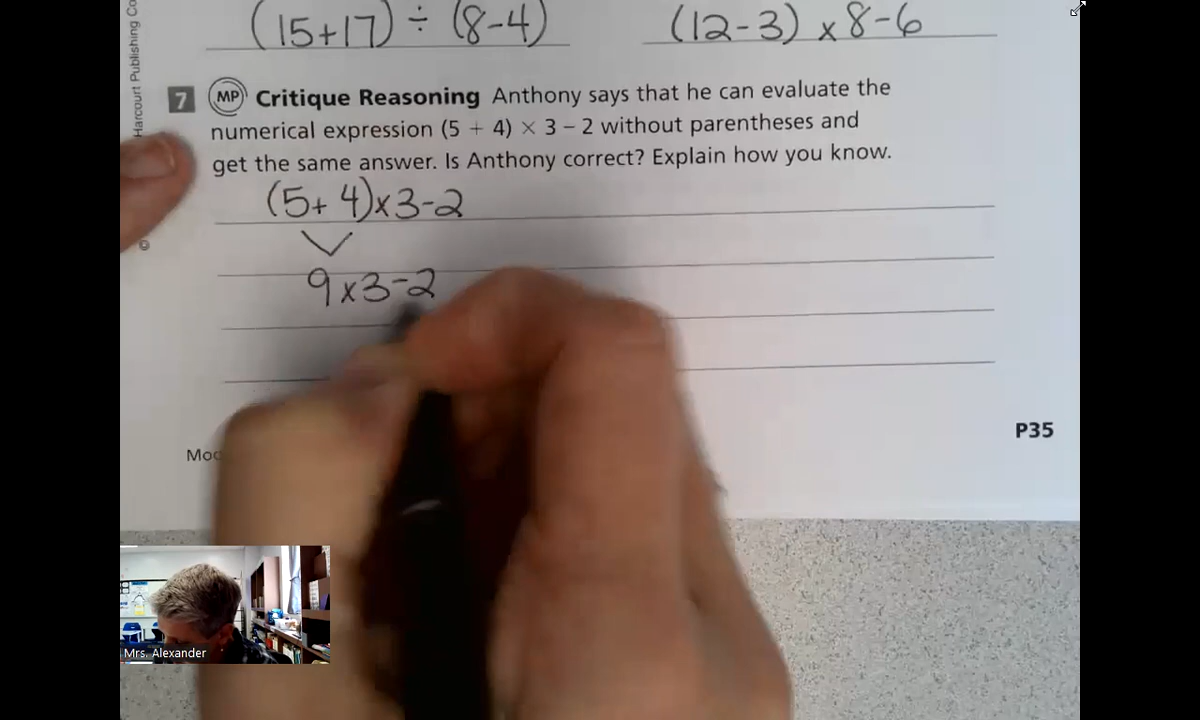 (15+17) ÷ (8-4) (12-3) x 8-6
Harcourt Publishing Co
7 MP Critique Reasoning Anthony says that he can evaluate the
numerical expression (5 + 4) × 3 – 2 without parentheses and
get the same answer. Is Anthony correct? Explain how you know.
(5+4)x3-2
9x3-2
©
P35
Mrs. Alexander